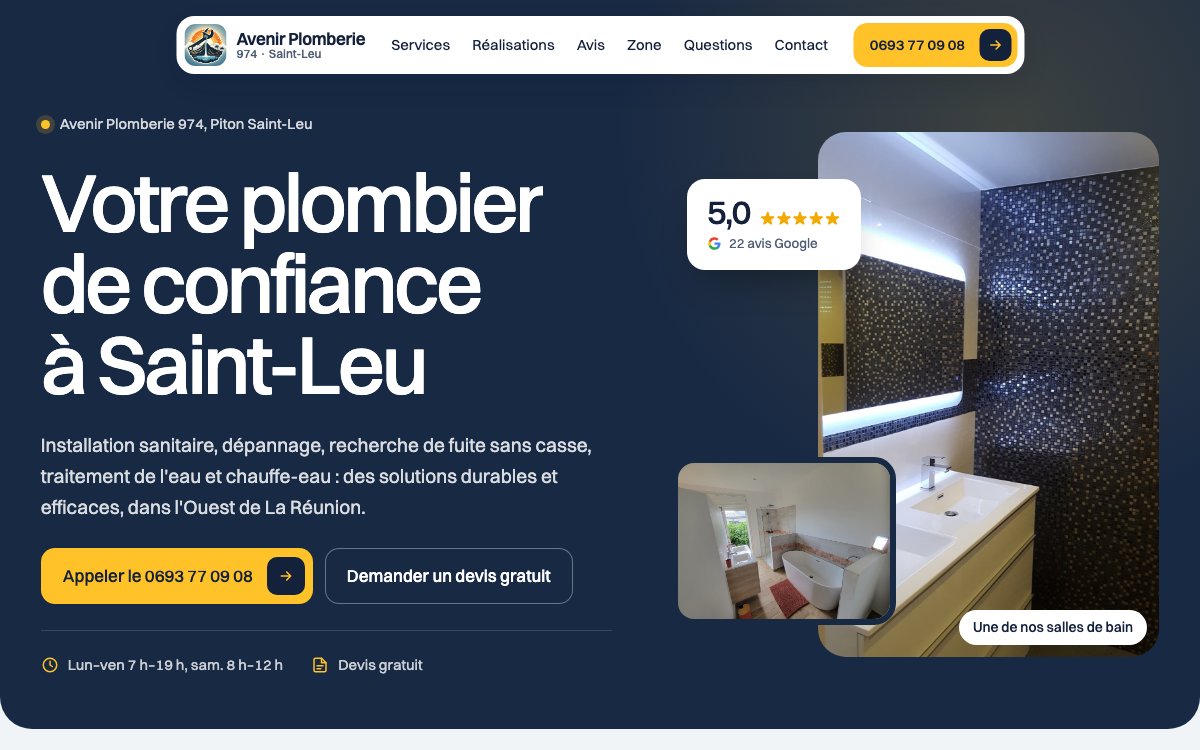 Avenir Plomberie
974 · Saint-Leu
Services
Réalisations
Avis
Zone
Questions
Contact
0693 77 09 08
Avenir Plomberie 974, Piton Saint-Leu
Votre plombier
de confiance
à Saint-Leu
5,0
22 avis Google
Installation sanitaire, dépannage, recherche de fuite sans casse,
traitement de l'eau et chauffe-eau : des solutions durables et
efficaces, dans l'Ouest de La Réunion.
Appeler le 0693 77 09 08
Demander un devis gratuit
Une de nos salles de bain
Lun–ven 7 h–19 h, sam. 8 h–12 h
Devis gratuit